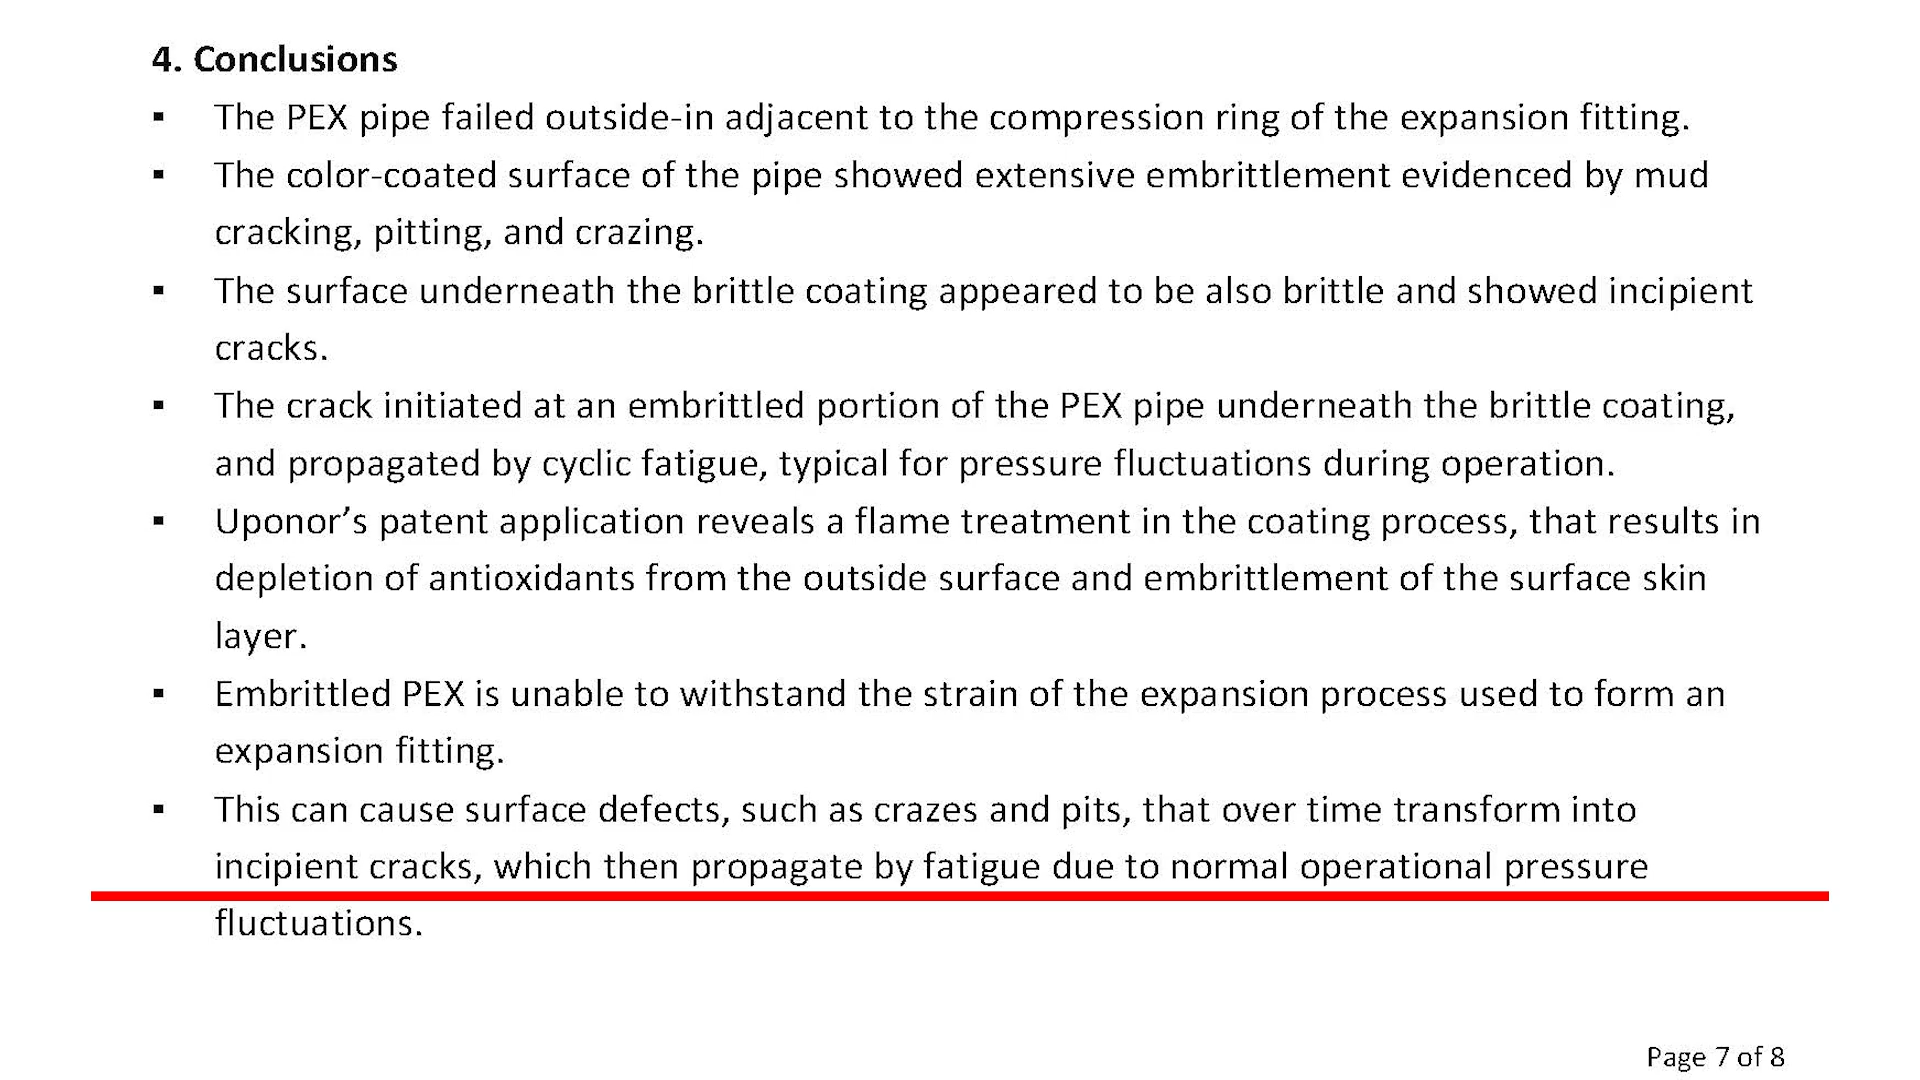 4. Conclusions
▪ The PEX pipe failed outside-in adjacent to the compression ring of the expansion fitting.
▪ The color-coated surface of the pipe showed extensive embrittlement evidenced by mud
cracking, pitting, and crazing.
▪ The surface underneath the brittle coating appeared to be also brittle and showed incipient
cracks.
▪ The crack initiated at an embrittled portion of the PEX pipe underneath the brittle coating,
and propagated by cyclic fatigue, typical for pressure fluctuations during operation.
▪ Uponor’s patent application reveals a flame treatment in the coating process, that results in
depletion of antioxidants from the outside surface and embrittlement of the surface skin
layer.
▪ Embrittled PEX is unable to withstand the strain of the expansion process used to form an
expansion fitting.
▪ This can cause surface defects, such as crazes and pits, that over time transform into
incipient cracks, which then propagate by fatigue due to normal operational pressure
fluctuations.
Page 7 of 8